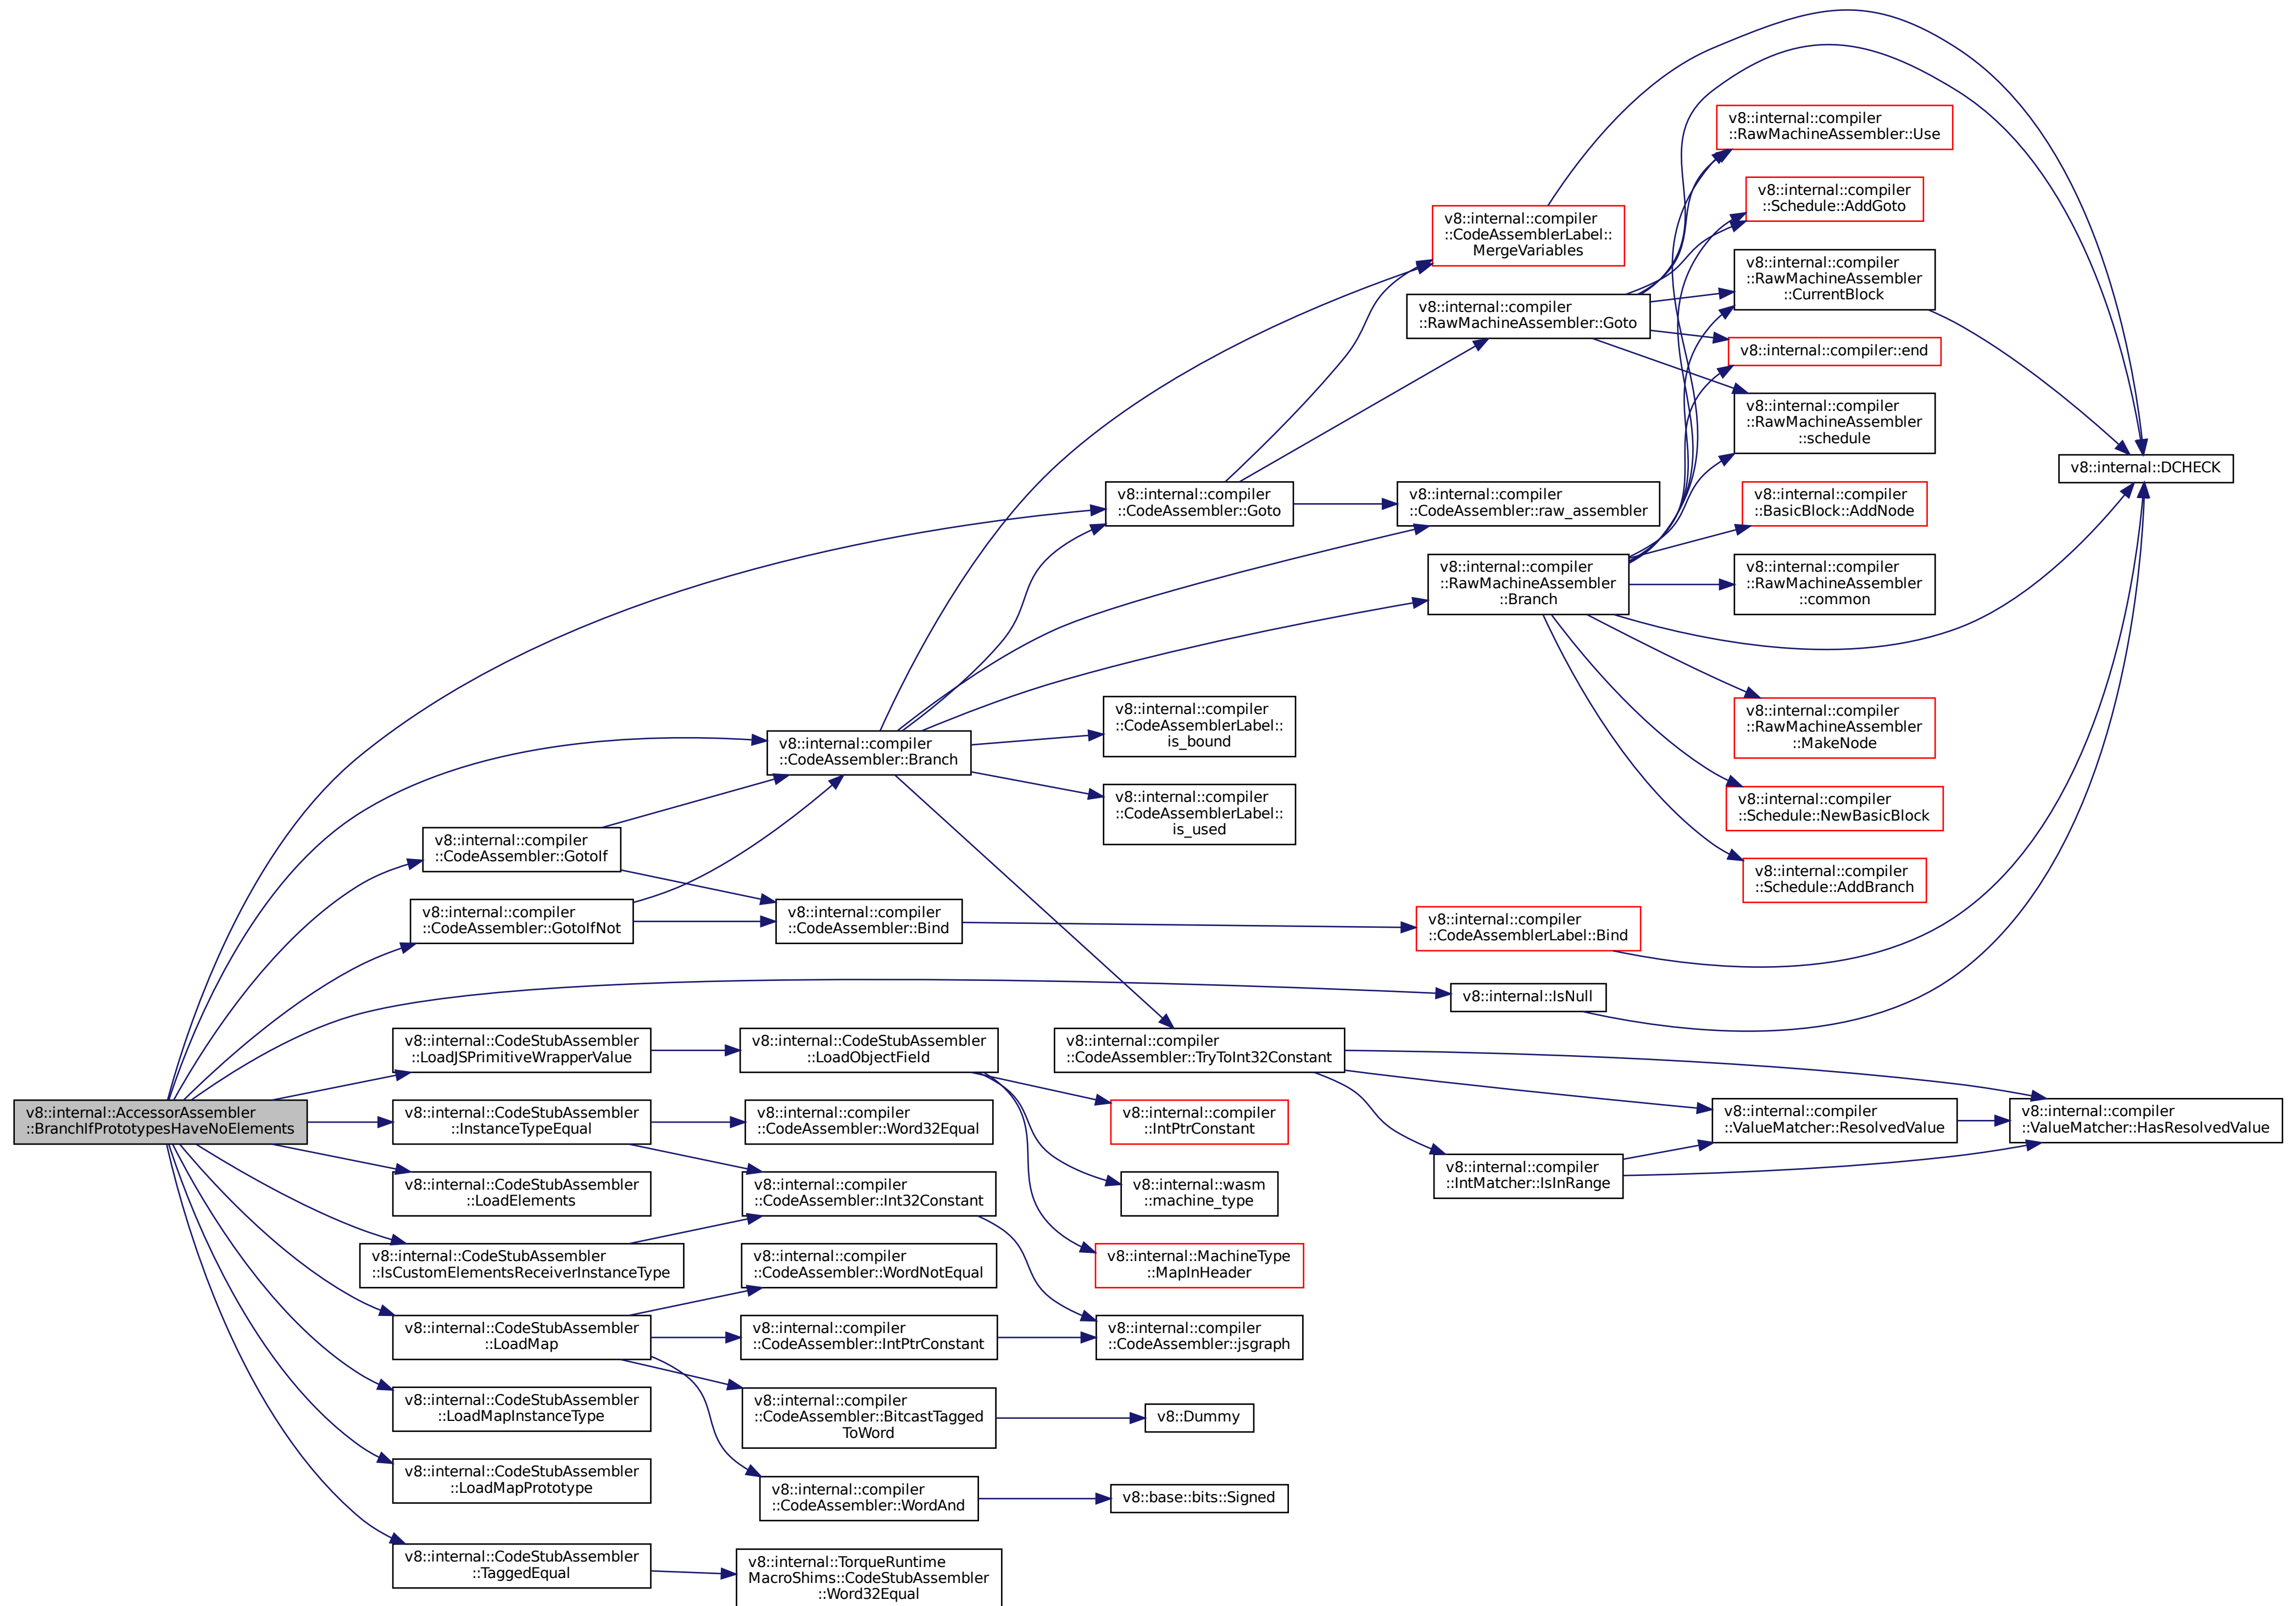 v8::internal::AccessorAssembler
::BranchIfPrototypesHaveNoElements
v8::internal::compiler
::CodeAssembler::GotoIf
v8::internal::compiler
::CodeAssembler::GotoIfNot
v8::internal::CodeStubAssembler
::LoadJSPrimitiveWrapperValue
v8::internal::CodeStubAssembler
::InstanceTypeEqual
v8::internal::CodeStubAssembler
::LoadElements
v8::internal::CodeStubAssembler
::IsCustomElementsReceiverInstanceType
v8::internal::CodeStubAssembler
::LoadMap
v8::internal::CodeStubAssembler
::LoadMapInstanceType
v8::internal::CodeStubAssembler
::LoadMapPrototype
v8::internal::CodeStubAssembler
::TaggedEqual
v8::internal::compiler
::CodeAssembler::Branch
v8::internal::compiler
::CodeAssembler::Bind
v8::internal::CodeStubAssembler
::LoadObjectField
v8::internal::compiler
::CodeAssembler::Word32Equal
v8::internal::compiler
::CodeAssembler::Int32Constant
v8::internal::compiler
::CodeAssembler::WordNotEqual
v8::internal::compiler
::CodeAssembler::IntPtrConstant
v8::internal::compiler
::CodeAssembler::BitcastTagged
ToWord
v8::internal::compiler
::CodeAssembler::WordAnd
v8::internal::TorqueRuntime
MacroShims::CodeStubAssembler
::Word32Equal
v8::internal::compiler
::CodeAssembler::Goto
v8::internal::compiler
::CodeAssemblerLabel::
is_bound
v8::internal::compiler
::CodeAssemblerLabel::
is_used
v8::internal::compiler
::CodeAssembler::TryToInt32Constant
v8::internal::compiler
IntPtrConstant
v8::internal::wasm
::machine_type
v8::internal::MachineType
::MapInHeader
v8::internal::compiler
::CodeAssembler::jsgraph
v8::Dummy
v8::base::bits::Signed
v8::internal::compiler
::CodeAssemblerLabel::
MergeVariables
v8::internal::compiler
::RawMachineAssembler::Goto
v8::internal::compiler
::CodeAssembler::raw_assembler
v8::internal::compiler
::RawMachineAssembler
::Branch
v8::internal::compiler
::CodeAssemblerLabel::Bind
v8::internal::IsNull
v8::internal::compiler
::IntMatcher::IsInRange
v8::internal::compiler
::RawMachineAssembler::Use
v8::internal::compiler
::Schedule::AddGoto
v8::internal::compiler
::RawMachineAssembler
::CurrentBlock
v8::internal::compiler::end
v8::internal::compiler
::RawMachineAssembler
::schedule
v8::internal::compiler
::BasicBlock::AddNode
v8::internal::compiler
::RawMachineAssembler
::common
v8::internal::compiler
::RawMachineAssembler
::MakeNode
v8::internal::compiler
::Schedule::NewBasicBlock
v8::internal::compiler
::Schedule::AddBranch
v8::internal::compiler
::ValueMatcher::ResolvedValue
v8::internal::DCHECK
v8::internal::compiler
::ValueMatcher::HasResolvedValue